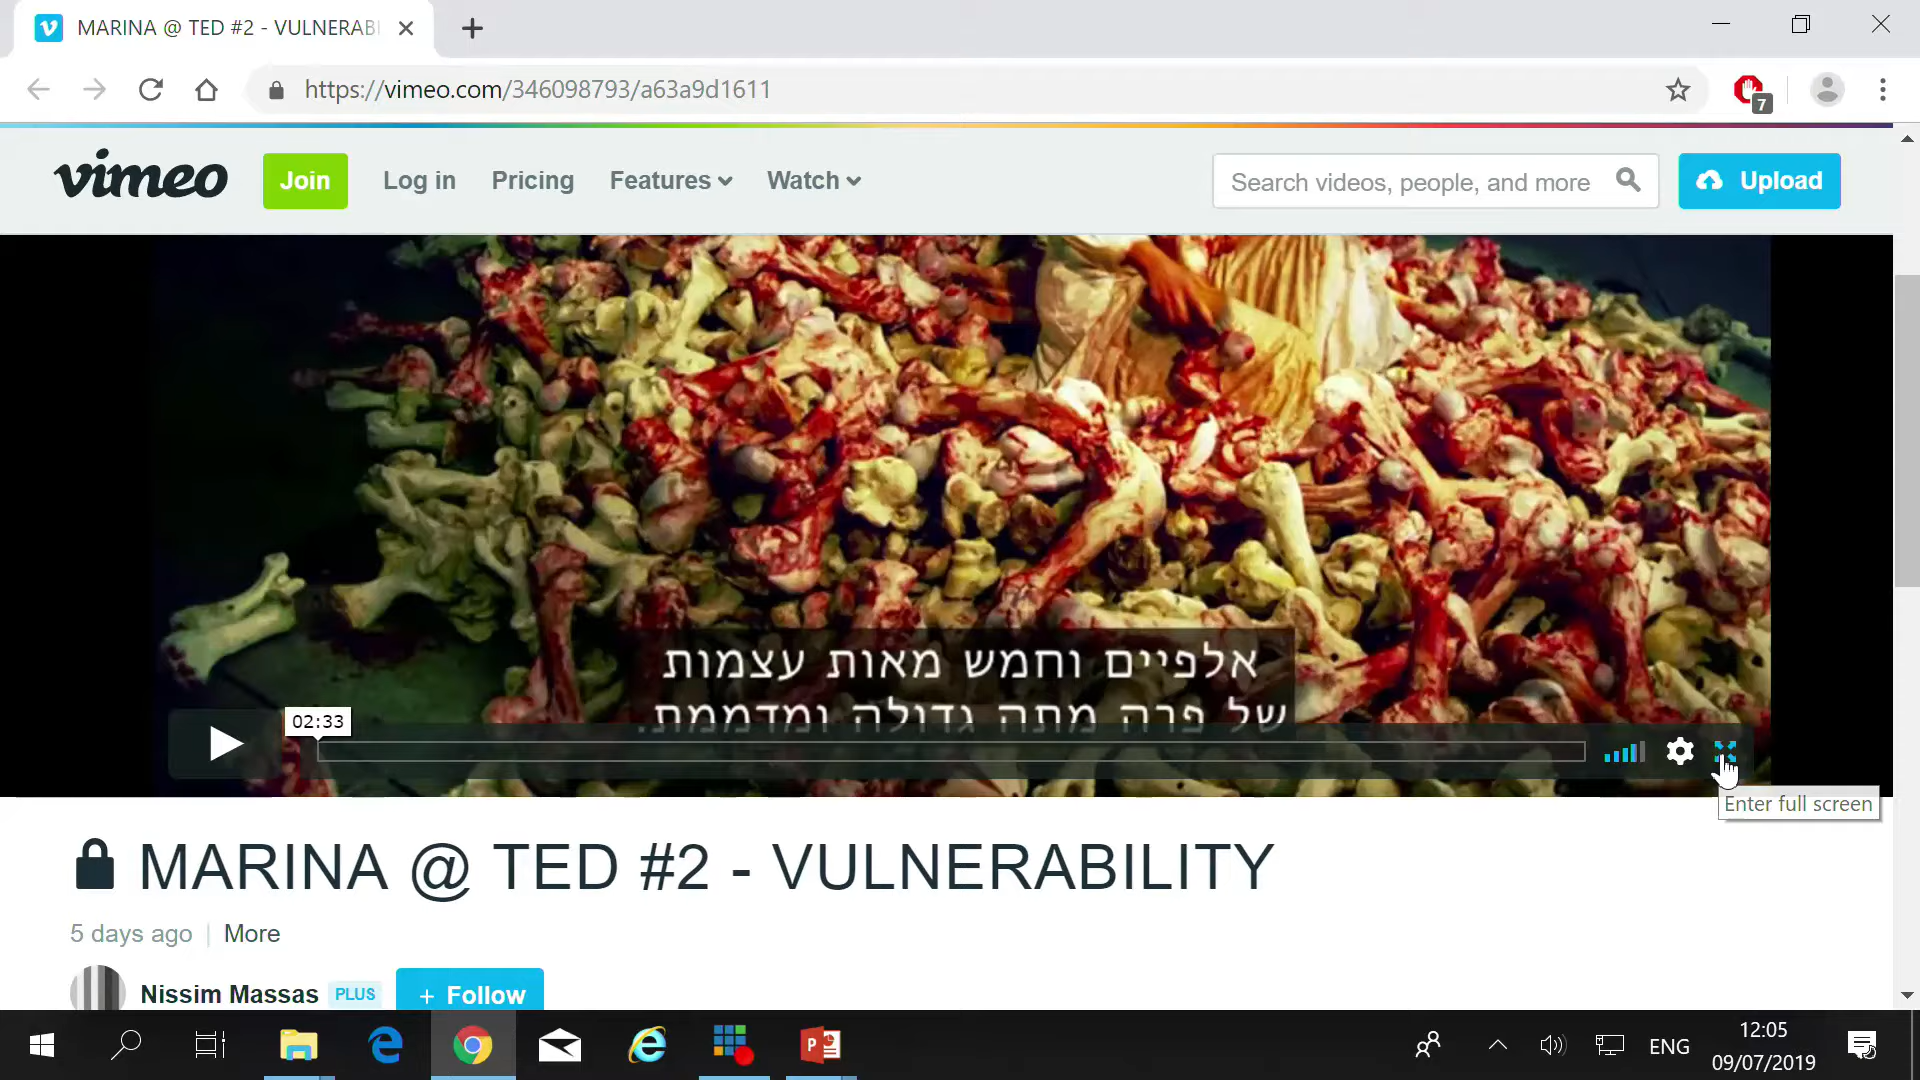 MARINA @ TED #2 - VULNERAB
https://vimeo.com/346098793/a63a9d1611
7
vimeo
Join
Log in
Pricing
Features
Watch
Search videos, people, and more
Upload
אלפיים וחמש מאות עצמות
של פרה מתה גדולה ומדממת.
02:33
Enter full screen
MARINA @ TED #2 - VULNERABILITY
5 days ago | More
Nissim Massas PLUS
+ Follow
ENG
12:05
09/07/2019